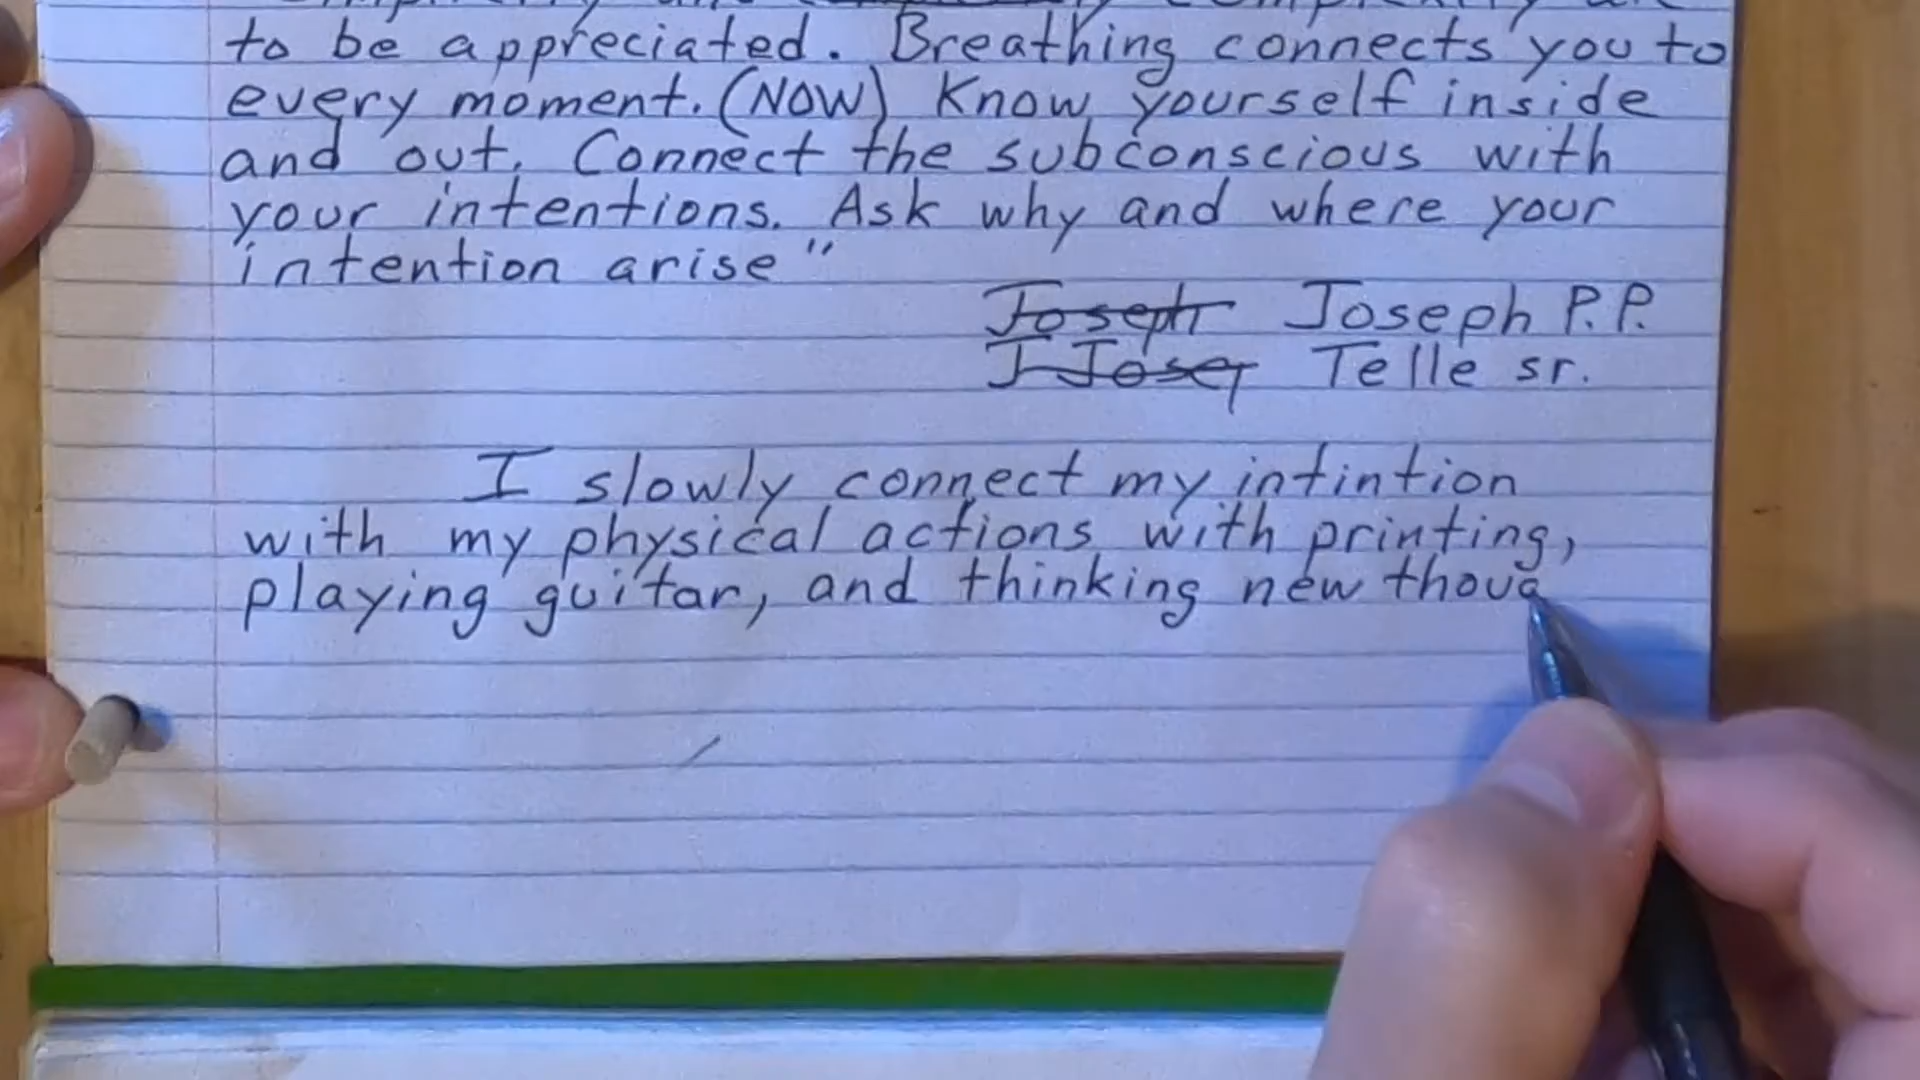 to be appreciated. Breathing connects you to
every moment. (NOW) Know yourself inside
and out. Connect the subconscious with
your intentions. Ask why and where your
intention arise"
Joseph Joseph P.P.
J Josep Telle sr.
I slowly connect my intintion
with my physical actions with printing,
playing guitar, and thinking new thoug